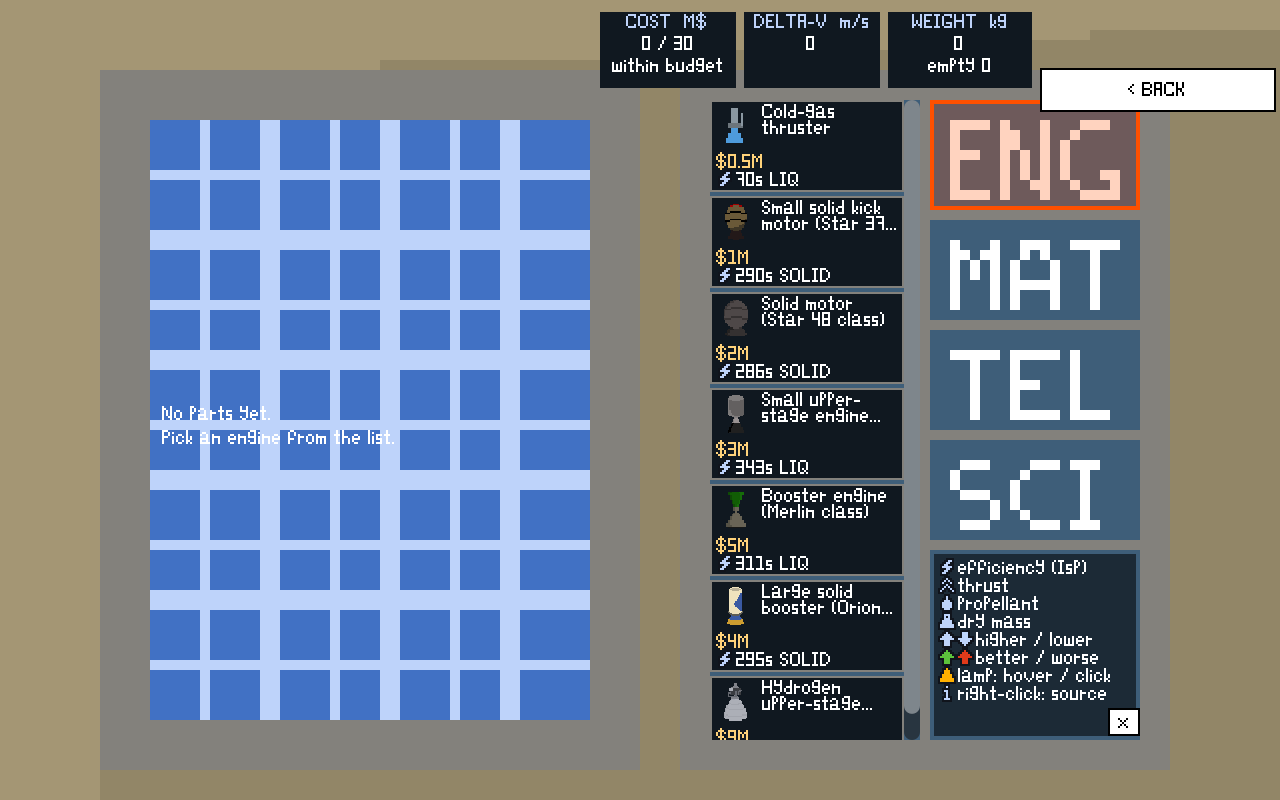 COST M$
0 / 30
within budget
DELTA-V m/s
0
WEIGHT kg
0
empty 0
< BACK
No parts yet.
Pick an engine from the list.
Cold-gas
thruster
$0.5M
70s LIQ
Small solid kick
motor (Star 37...
$1M
290s SOLID
Solid motor
(Star 48 class)
$2M
286s SOLID
Small upper-
stage engine...
$3M
343s LIQ
Booster engine
(Merlin class)
$5M
311s LIQ
Large solid
booster (Orion...
$4M
295s SOLID
Hydrogen
upper-stage...
$9M
ENG
MAT
TEL
SCI
efficiency (Isp)
thrust
propellant
dry mass
higher / lower
better / worse
lamp: hover / click
i right-click: source
x